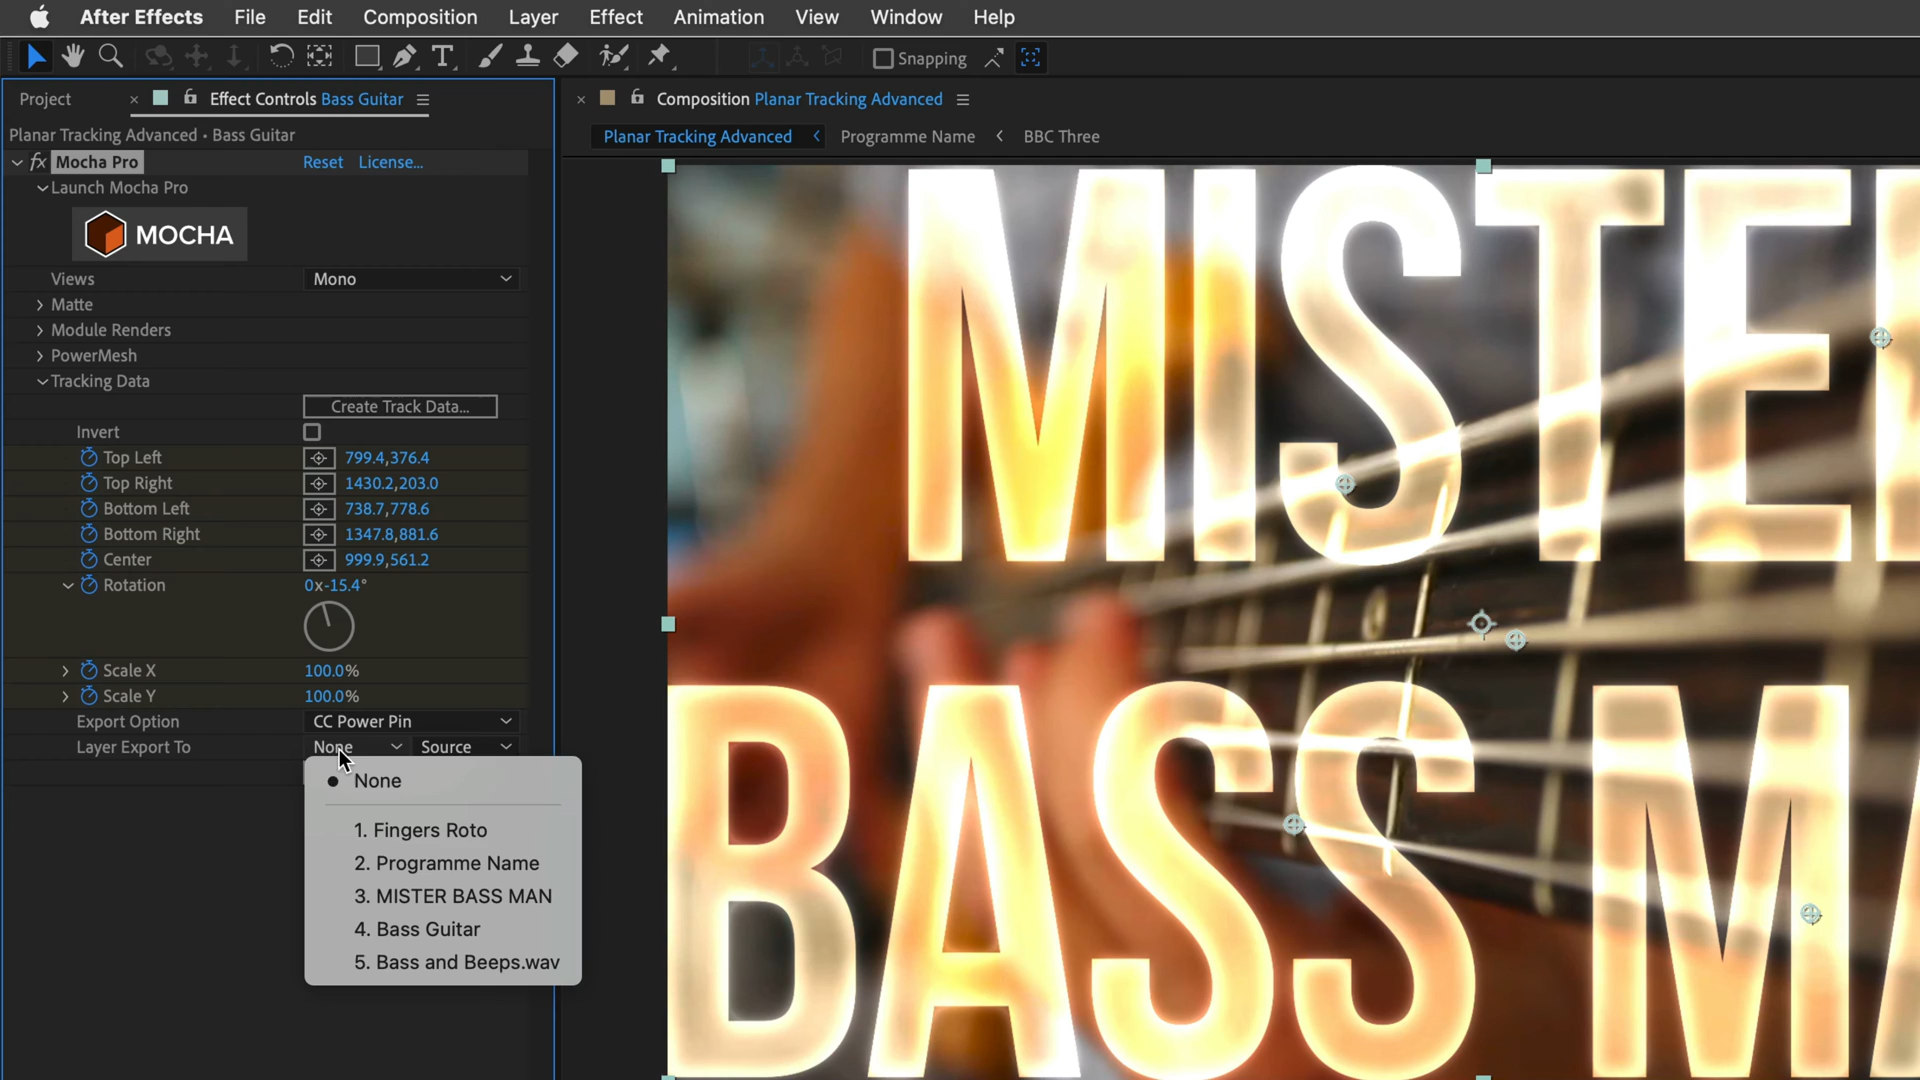 After Effects File Edit Composition Layer Effect Animation View Window Help
Snapping
Project × Effect Controls Bass Guitar
× Composition Planar Tracking Advanced
Planar Tracking Advanced • Bass Guitar
Planar Tracking Advanced Programme Name BBC Three
fx Mocha Pro Reset License...
Launch Mocha Pro
MOCHA
Views Mono
Matte
Module Renders
PowerMesh
Tracking Data
Create Track Data...
Invert
Top Left 799.4,376.4
Top Right 1430.2,203.0
Bottom Left 738.7,778.6
Bottom Right 1347.8,881.6
Center 999.9,561.2
Rotation 0x-15.4°
Scale X 100.0%
Scale Y 100.0%
Export Option CC Power Pin
Layer Export To None Source
None
1. Fingers Roto
2. Programme Name
3. MISTER BASS MAN
4. Bass Guitar
5. Bass and Beeps.wav
MISTE
BASS MA